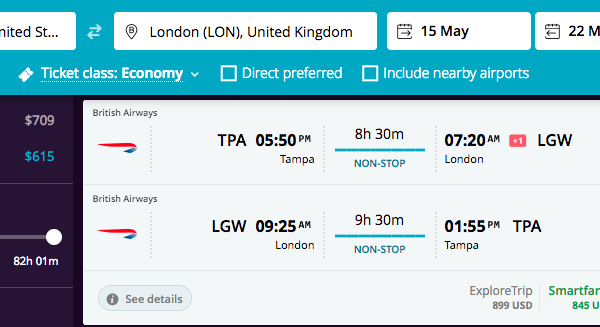 nited St... London (LON), United Kingdom 15 May 22 M
Ticket class: Economy Direct preferred Include nearby airports
$709
$615
82h 01m
British Airways
TPA 05:50 PM 8h 30m 07:20 AM +1 LGW
Tampa NON-STOP London
British Airways
LGW 09:25 AM 9h 30m 01:55 PM TPA
London NON-STOP Tampa
See details ExploreTrip Smartfar
899 USD 845 U